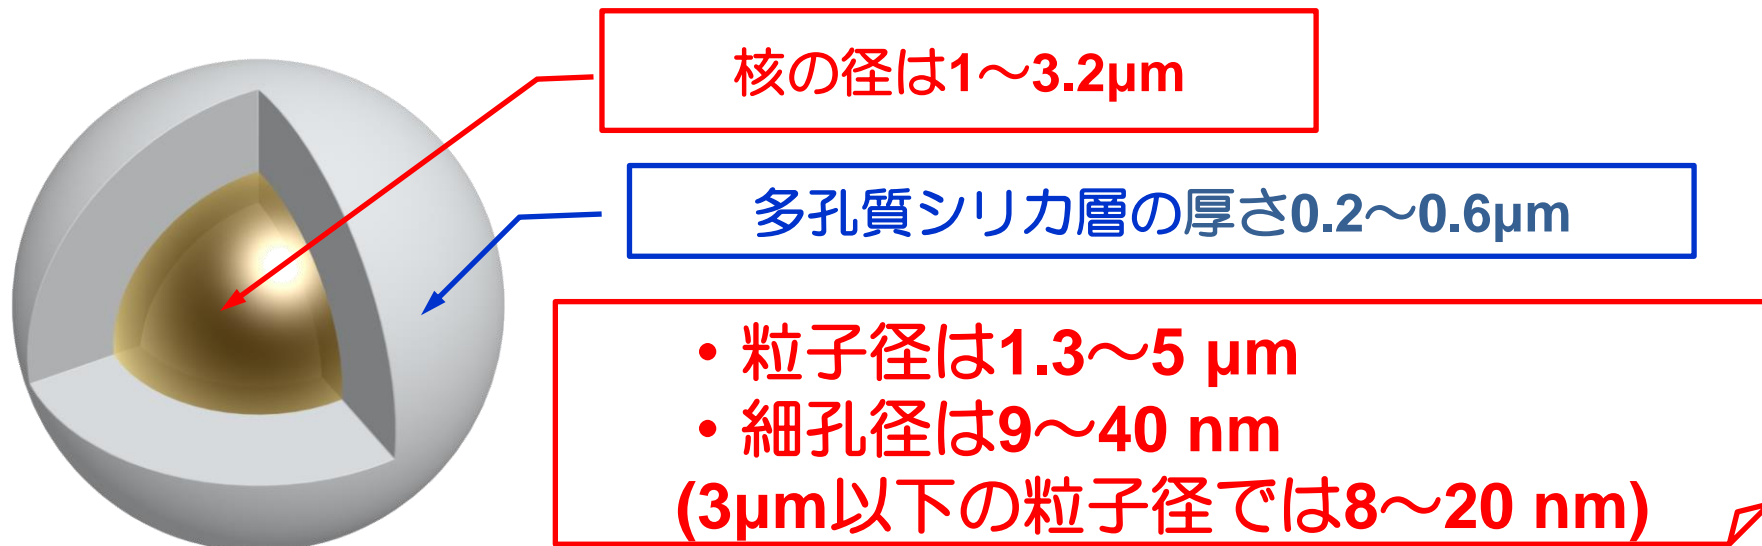 核の径は1～3.2µm
多孔質シリカ層の厚さ0.2～0.6µm
• 粒子径は1.3～5 µm
• 細孔径は9～40 nm
(3µm以下の粒子径では8～20 nm)